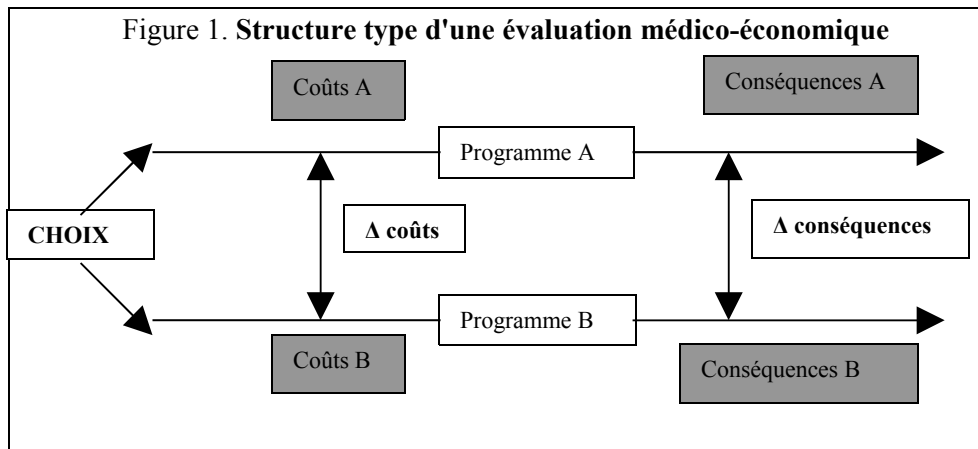 Figure 1. Structure type d'une évaluation médico-économique
Coûts A
Conséquences A
Programme A
CHOIX
Δ coûts
Δ conséquences
Programme B
Coûts B
Conséquences B